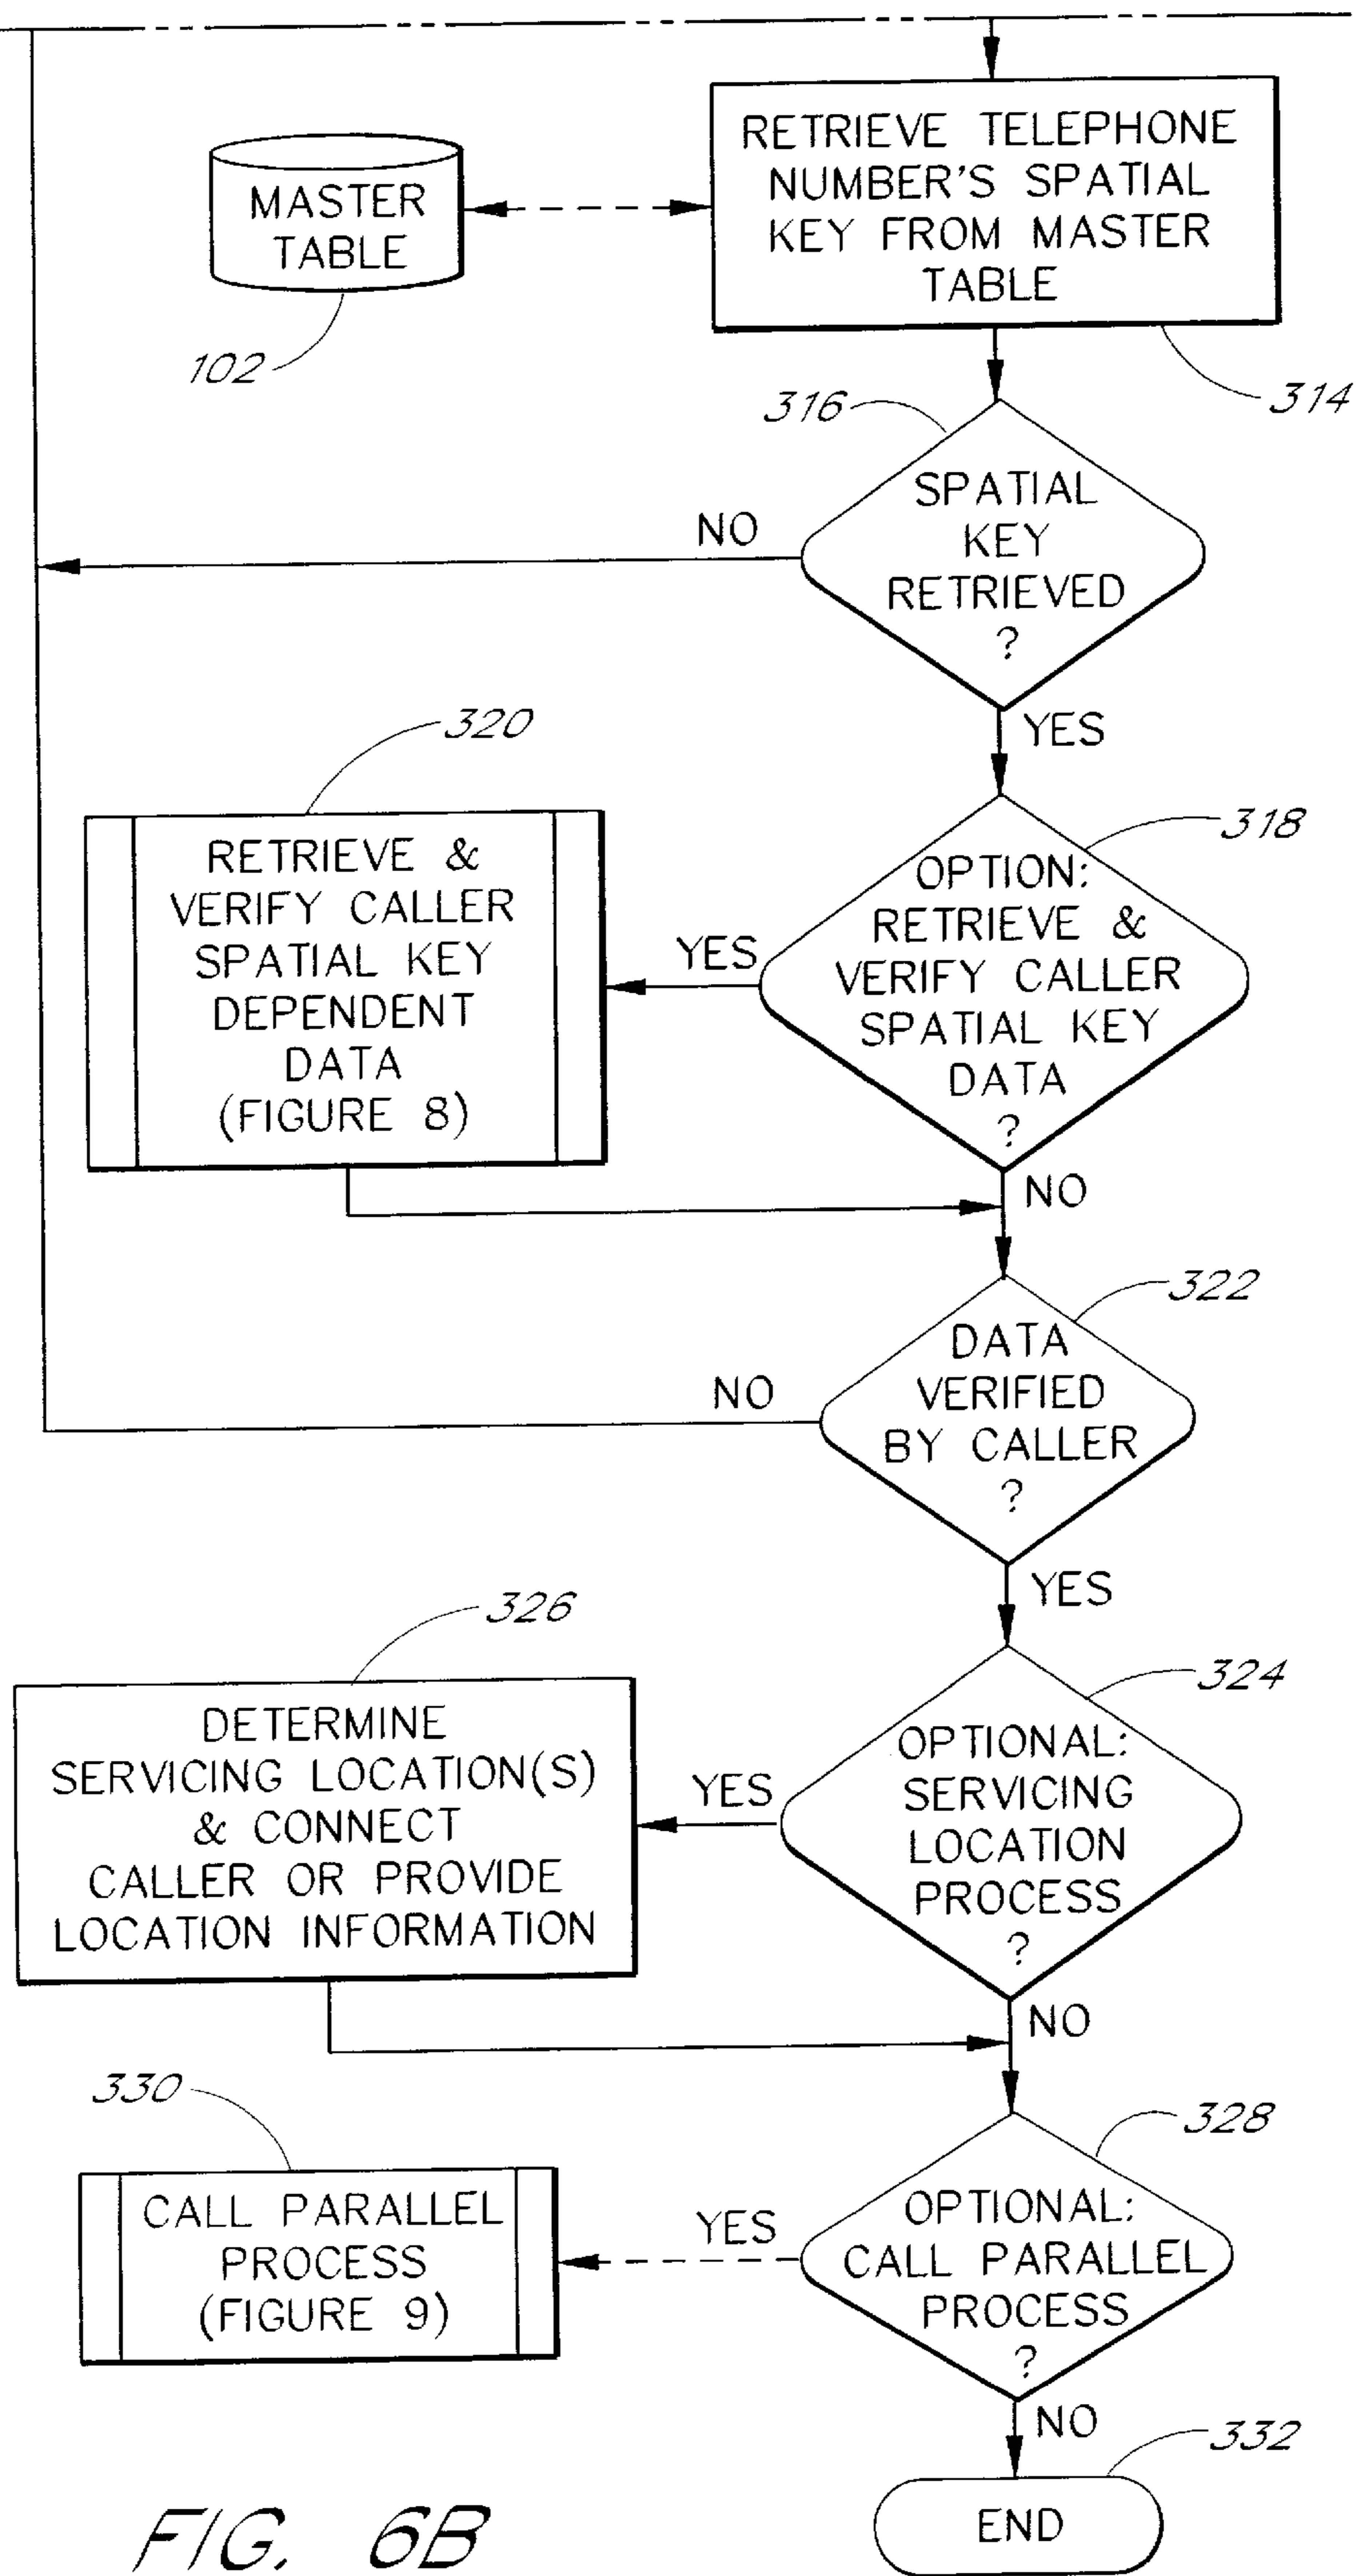 RETRIEVE TELEPHONE
NUMBER'S SPATIAL
KEY FROM MASTER
TABLE
MASTER
TABLE
102
314
316
SPATIAL
KEY
RETRIEVED
?
NO
YES
320
318
RETRIEVE &
VERIFY CALLER
SPATIAL KEY
DEPENDENT
DATA
(FIGURE 8)
YES
OPTION:
RETRIEVE &
VERIFY CALLER
SPATIAL KEY
DATA
?
NO
322
DATA
VERIFIED
BY CALLER
?
NO
YES
326
324
DETERMINE
SERVICING LOCATION(S)
& CONNECT
CALLER OR PROVIDE
LOCATION INFORMATION
YES
OPTIONAL:
SERVICING
LOCATION
PROCESS
?
NO
330
328
CALL PARALLEL
PROCESS
(FIGURE 9)
YES
OPTIONAL:
CALL PARALLEL
PROCESS
?
NO
332
END
FIG. 6B